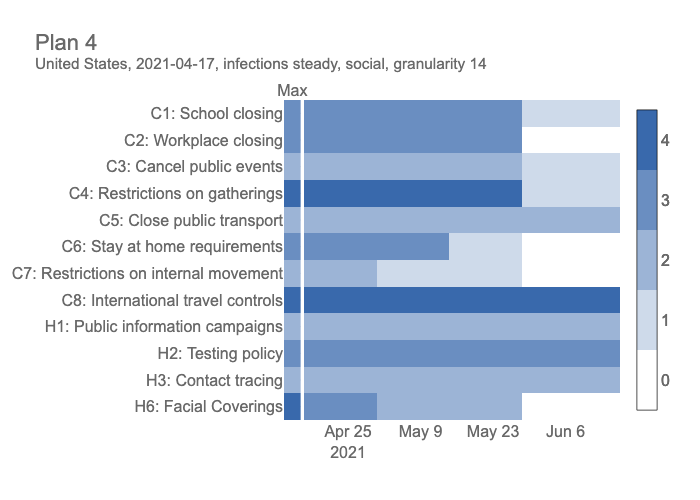 Plan 4
United States, 2021-04-17, infections steady, social, granularity 14
Max
C1: School closing
C2: Workplace closing
C3: Cancel public events
C4: Restrictions on gatherings
C5: Close public transport
C6: Stay at home requirements
C7: Restrictions on internal movement
C8: International travel controls
H1: Public information campaigns
H2: Testing policy
H3: Contact tracing
H6: Facial Coverings
Apr 25 May 9 May 23 Jun 6
2021
4
3
2
1
0